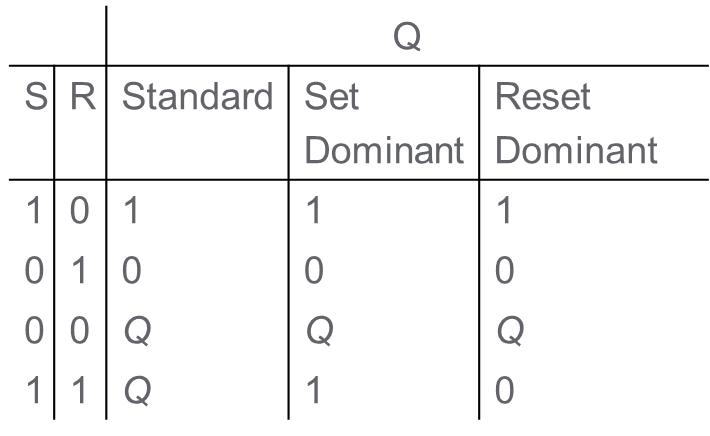 Q
S R Standard Set Reset
Dominant Dominant
1 0 1 1 1
0 1 0 0 0
0 0 Q Q Q
1 1 Q 1 0